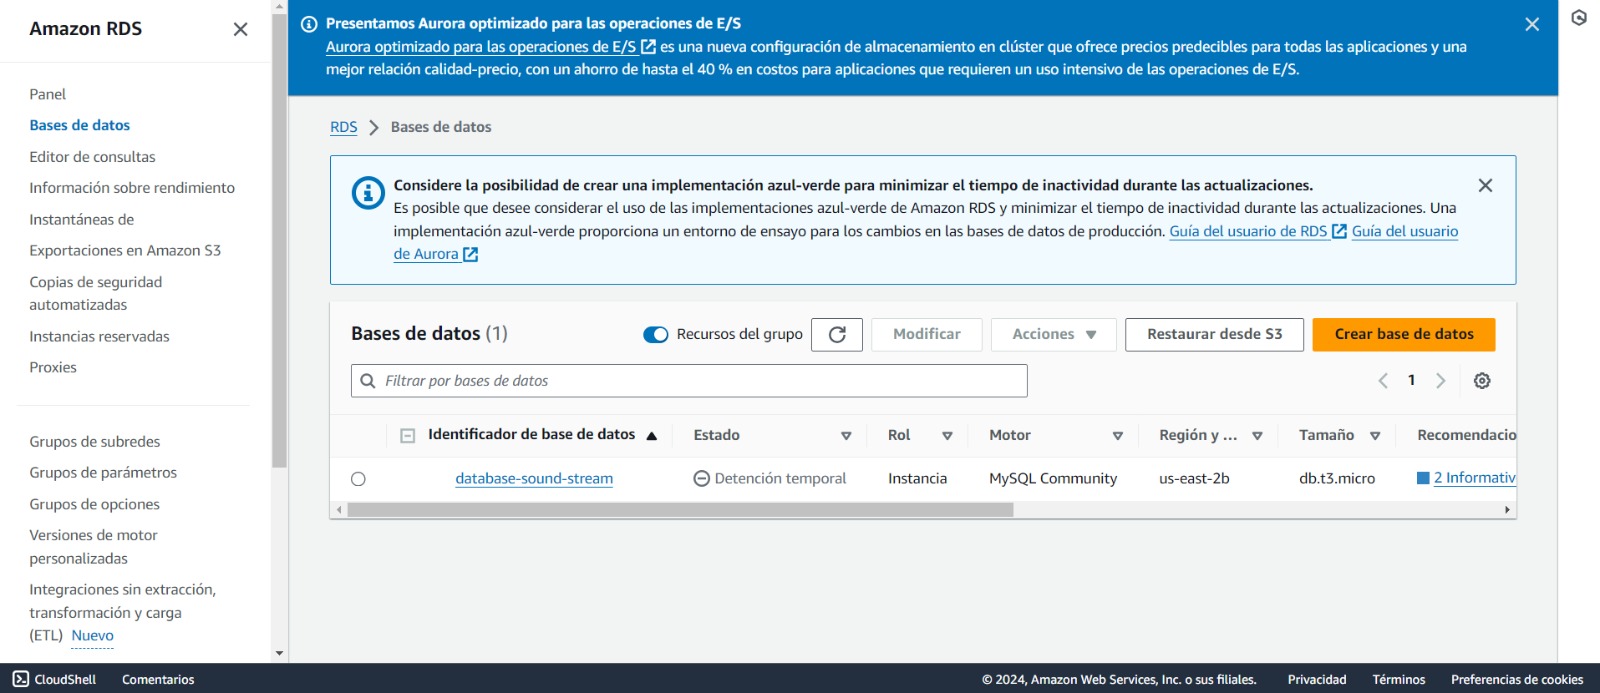 Amazon RDS
Panel
Bases de datos
Editor de consultas
Información sobre rendimiento
Instantáneas de
Exportaciones en Amazon S3
Copias de seguridad
automatizadas
Instancias reservadas
Proxies
Grupos de subredes
Grupos de parámetros
Grupos de opciones
Versiones de motor
personalizadas
Integraciones sin extracción,
transformación y carga
(ETL) Nuevo
Presentamos Aurora optimizado para las operaciones de E/S
Aurora optimizado para las operaciones de E/S es una nueva configuración de almacenamiento en clúster que ofrece precios predecibles para todas las aplicaciones y una
mejor relación calidad-precio, con un ahorro de hasta el 40 % en costos para aplicaciones que requieren un uso intensivo de las operaciones de E/S.
RDS Bases de datos
Considere la posibilidad de crear una implementación azul-verde para minimizar el tiempo de inactividad durante las actualizaciones.
Es posible que desee considerar el uso de las implementaciones azul-verde de Amazon RDS y minimizar el tiempo de inactividad durante las actualizaciones. Una
implementación azul-verde proporciona un entorno de ensayo para los cambios en las bases de datos de producción. Guía del usuario de RDS Guía del usuario
de Aurora
Bases de datos (1) Recursos del grupo Modificar Acciones Restaurar desde S3 Crear base de datos
Filtrar por bases de datos 1
Identificador de base de datos Estado Rol Motor Región y ... Tamaño Recomendacio
database-sound-stream Detención temporal Instancia MySQL Community us-east-2b db.t3.micro 2 Informativ
CloudShell Comentarios © 2024, Amazon Web Services, Inc. o sus filiales. Privacidad Términos Preferencias de cookies